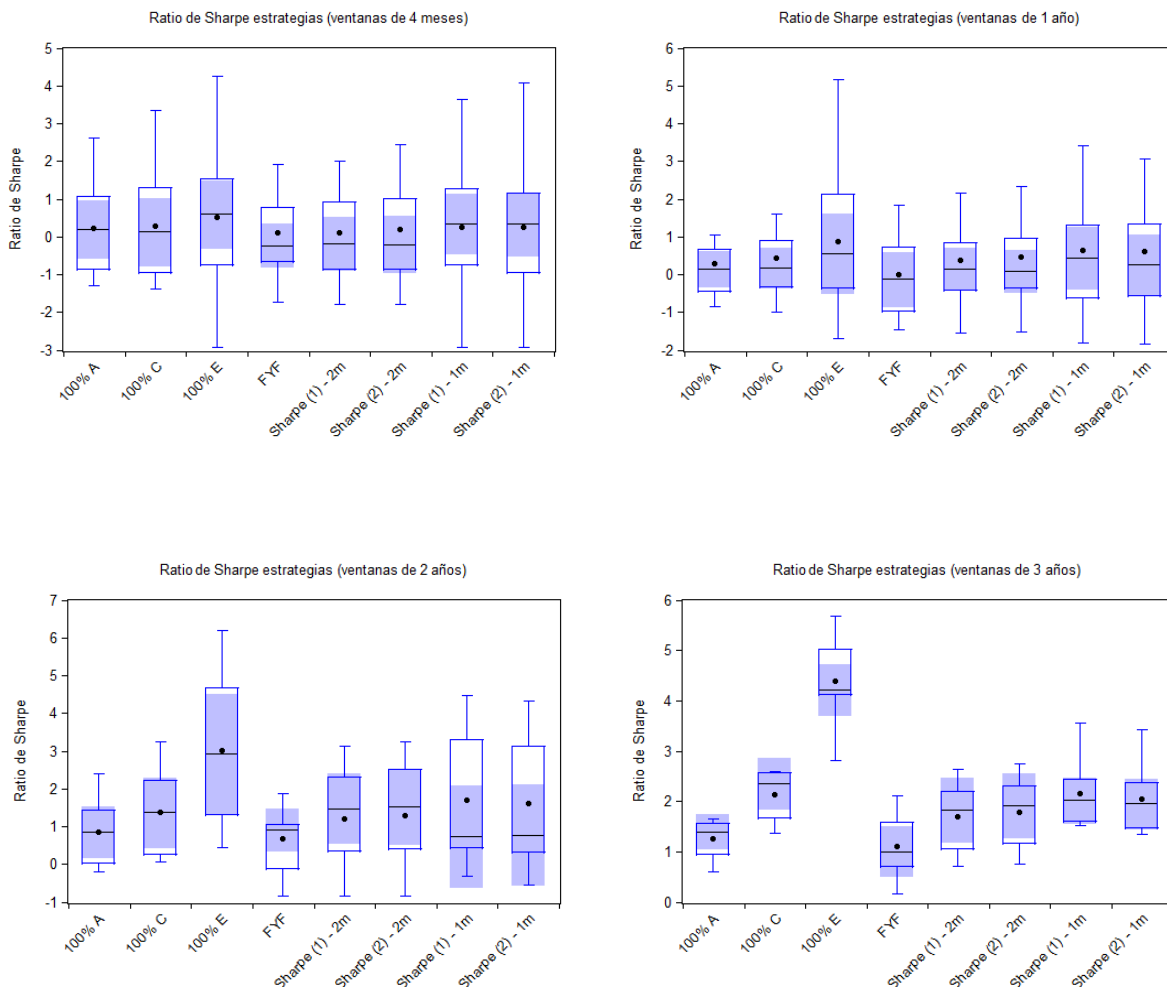 Ratio de Sharpe estrategias (ventanas de 4 meses)
Ratio de Sharpe
5
4
3
2
1
0
-1
-2
-3
100% A
100% C
100% E
FYF
Sharpe (1) - 2m
Sharpe (2) - 2m
Sharpe (1) - 1m
Sharpe (2) - 1m
Ratio de Sharpe estrategias (ventanas de 1 año)
Ratio de Sharpe
6
5
4
3
2
1
0
-1
-2
100% A
100% C
100% E
FYF
Sharpe (1) - 2m
Sharpe (2) - 2m
Sharpe (1) - 1m
Sharpe (2) - 1m
Ratio de Sharpe estrategias (ventanas de 2 años)
Ratio de Sharpe
7
6
5
4
3
2
1
0
-1
100% A
100% C
100% E
FYF
Sharpe (1) - 2m
Sharpe (2) - 2m
Sharpe (1) - 1m
Sharpe (2) - 1m
Ratio de Sharpe estrategias (ventanas de 3 años)
Ratio de Sharpe
6
5
4
3
2
1
0
100% A
100% C
100% E
FYF
Sharpe (1) - 2m
Sharpe (2) - 2m
Sharpe (1) - 1m
Sharpe (2) - 1m